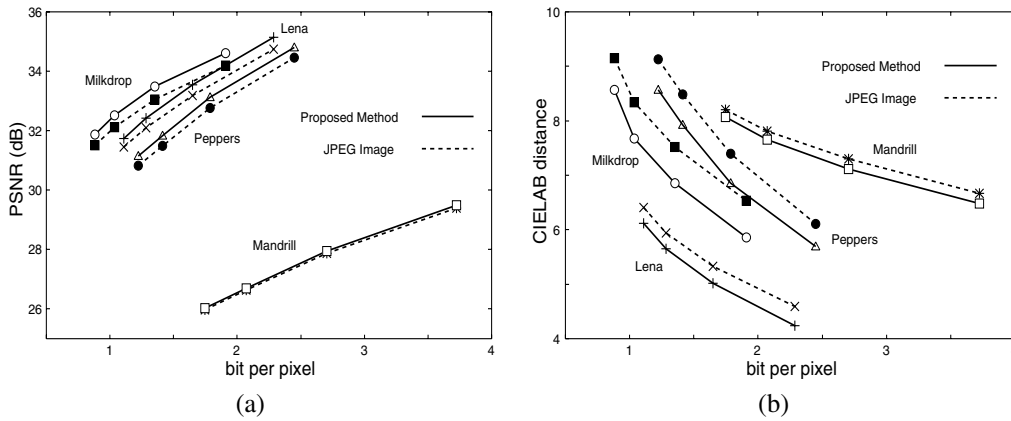 36
34
32
30
28
26
PSNR (dB)
Lena
Milkdrop
Proposed Method
Peppers
JPEG Image
Mandrill
1
2
3
4
bit per pixel
(a)
10
8
6
4
CIELAB distance
Proposed Method
JPEG Image
Mandrill
Milkdrop
Peppers
Lena
1
2
3
bit per pixel
(b)